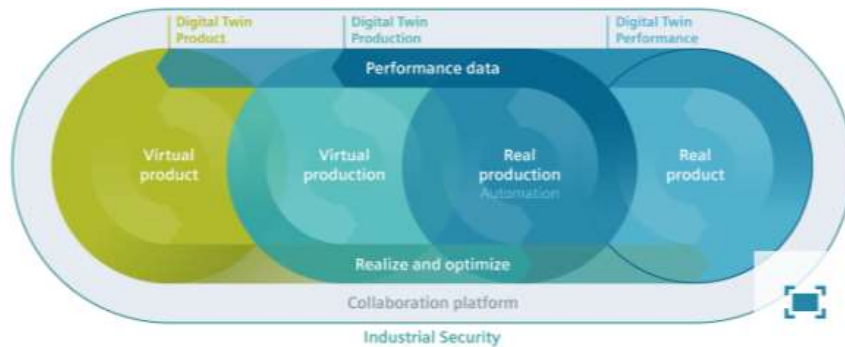 Digital Twin
Product
Digital Twin
Production
Digital Twin
Performance
Performance data
Virtual
product
Virtual
production
Real
production
Automation
Real
product
Realize and optimize
Collaboration platform
Industrial Security